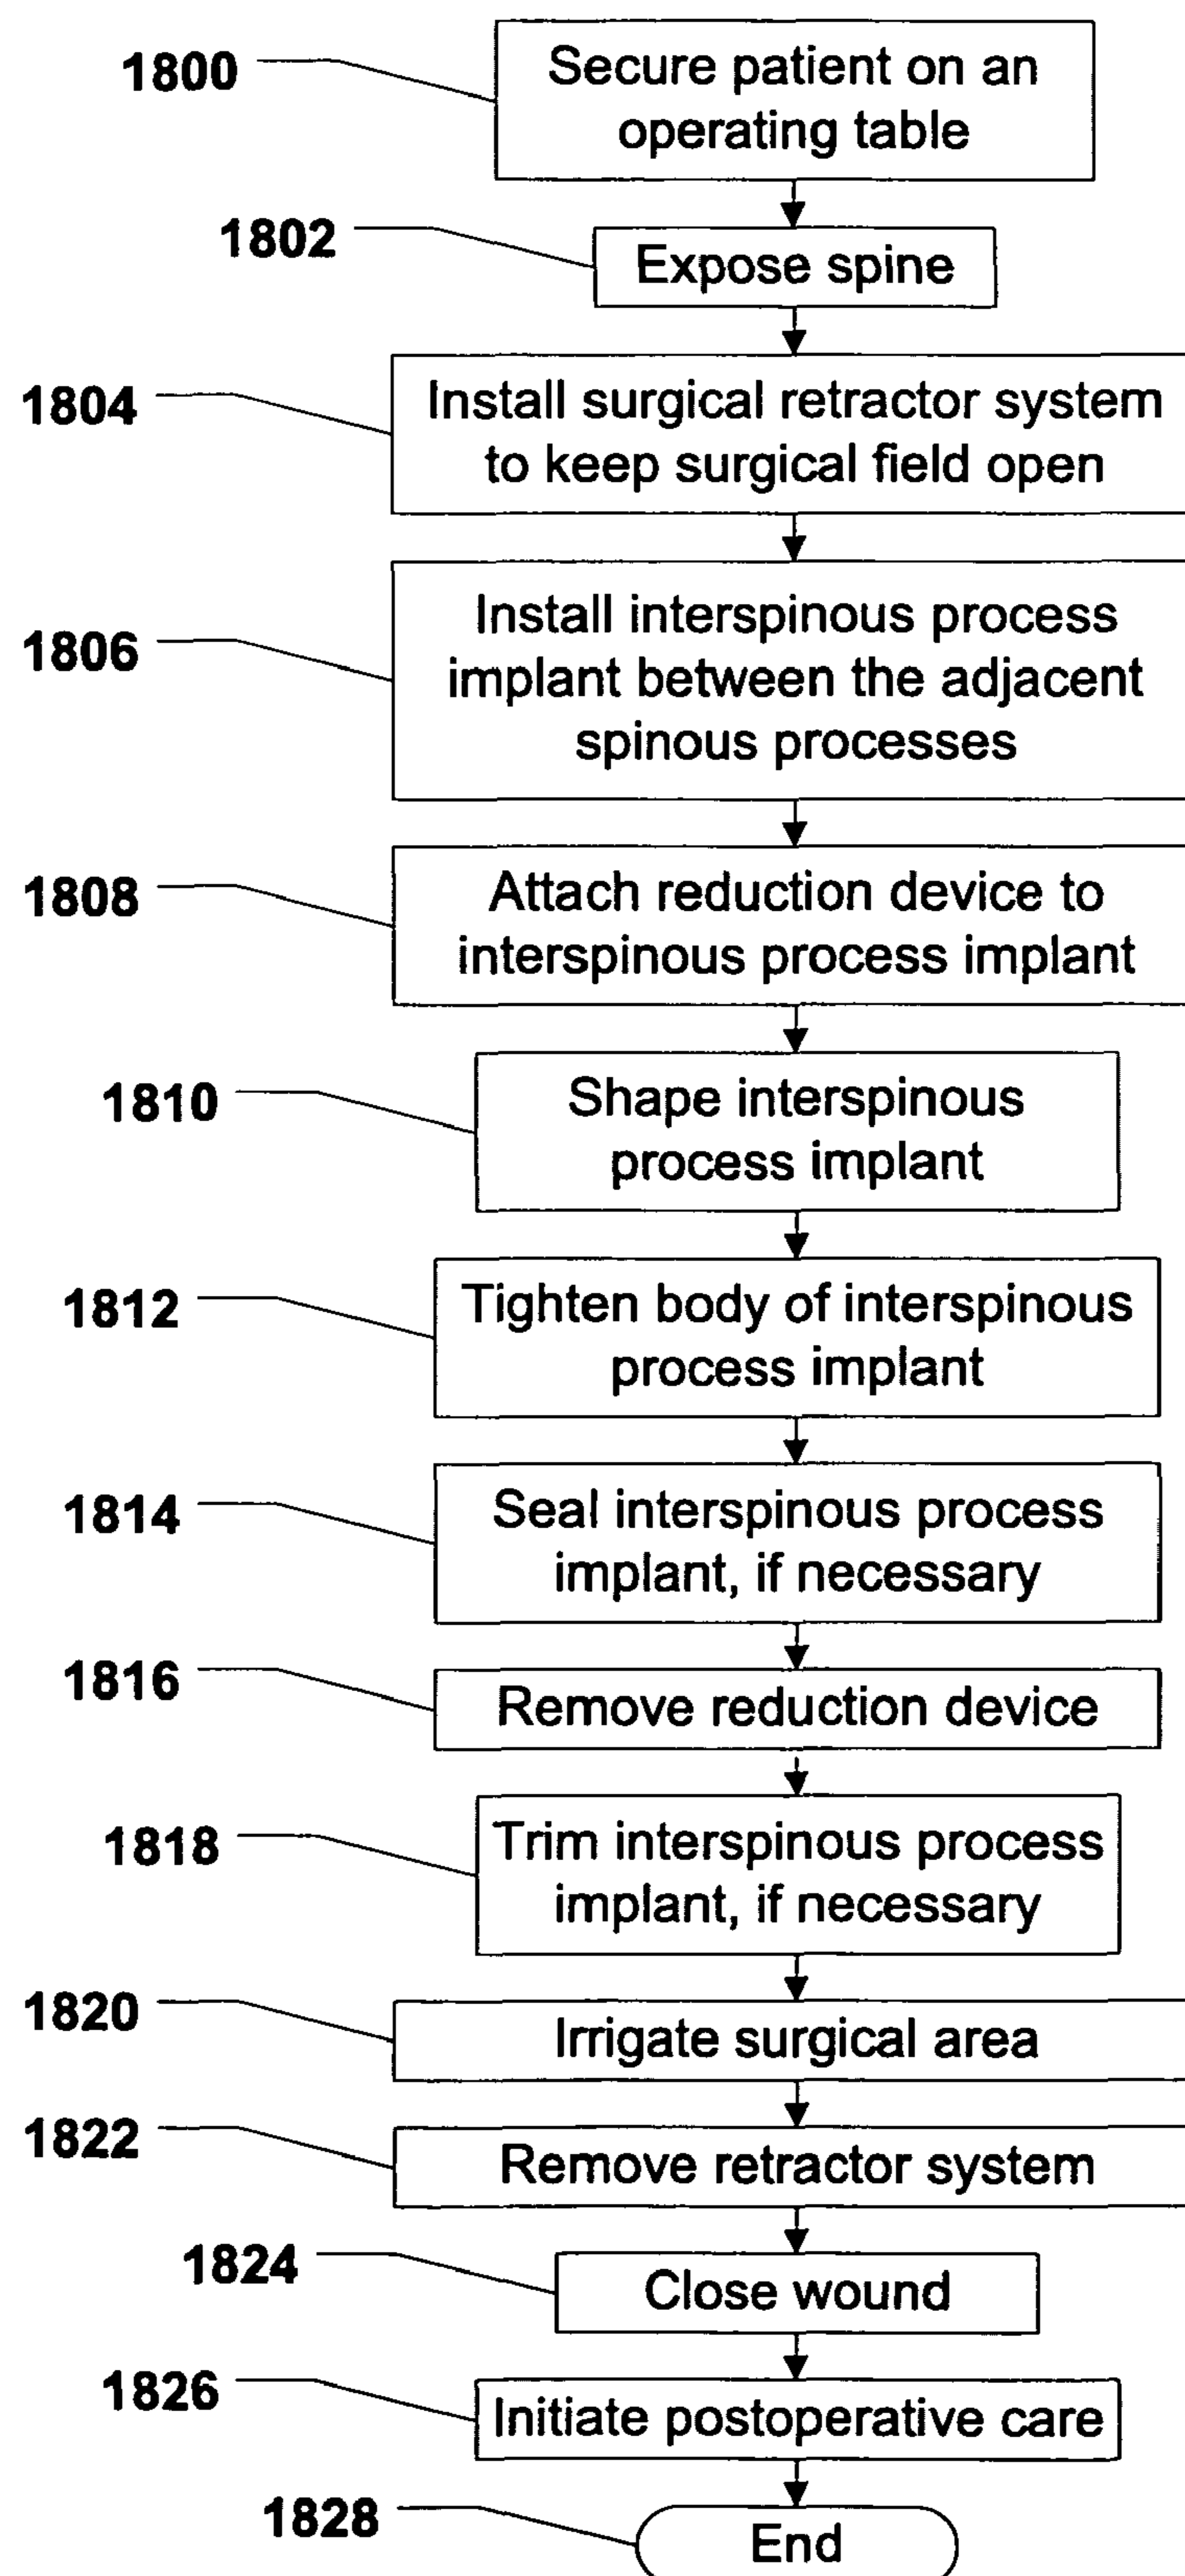 1800
Secure patient on an
operating table
1802
Expose spine
1804
Install surgical retractor system
to keep surgical field open
1806
Install interspinous process
implant between the adjacent
spinous processes
1808
Attach reduction device to
interspinous process implant
1810
Shape interspinous
process implant
1812
Tighten body of interspinous
process implant
1814
Seal interspinous process
implant, if necessary
1816
Remove reduction device
1818
Trim interspinous process
implant, if necessary
1820
Irrigate surgical area
1822
Remove retractor system
1824
Close wound
1826
Initiate postoperative care
1828
End